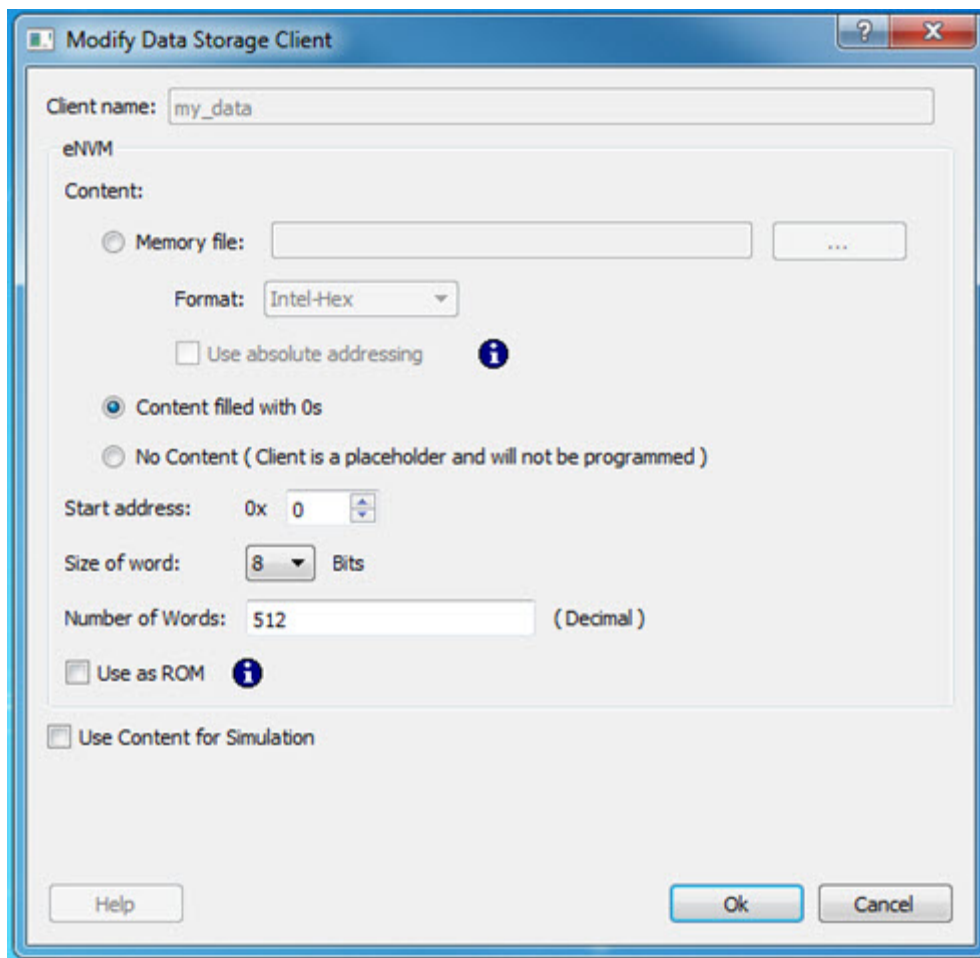 Modify Data Storage Client
Client name: my_data
eNVM
Content:
Memory file: ...
Format: Intel-Hex
Use absolute addressing
Content filled with 0s
No Content ( Client is a placeholder and will not be programmed )
Start address: 0x 0
Size of word: 8 Bits
Number of Words: 512 ( Decimal )
Use as ROM
Use Content for Simulation
Help Ok Cancel